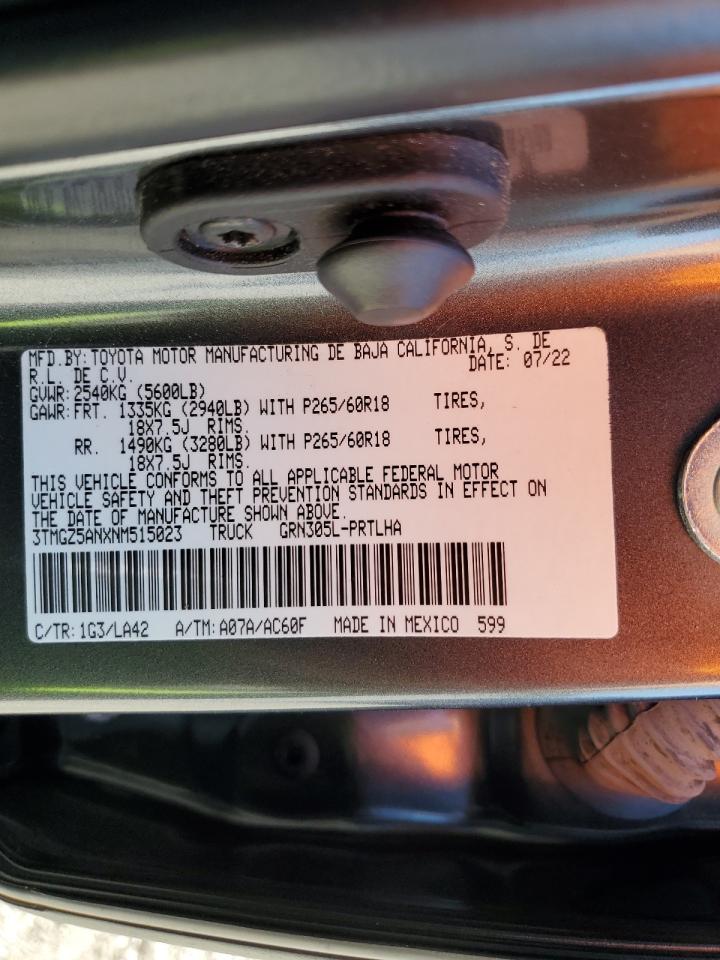 MFD.BY:TOYOTA MOTOR MANUFACTURING DE BAJA CALIFORNIA, S. DE
R.L. DE C.V. DATE: 07/22
GVWR:2540KG (5600LB)
GAWR:FRT. 1335KG (2940LB) WITH P265/60R18 TIRES,
18X7.5J RIMS.
RR. 1490KG (3280LB) WITH P265/60R18 TIRES,
18X7.5J RIMS.
THIS VEHICLE CONFORMS TO ALL APPLICABLE FEDERAL MOTOR
VEHICLE SAFETY AND THEFT PREVENTION STANDARDS IN EFFECT ON
THE DATE OF MANUFACTURE SHOWN ABOVE.
3TMGZ5ANXNM515023 TRUCK GRN305L-PRTLHA
C/TR:1G3/LA42 A/TM:A07A/AC60F MADE IN MEXICO 599